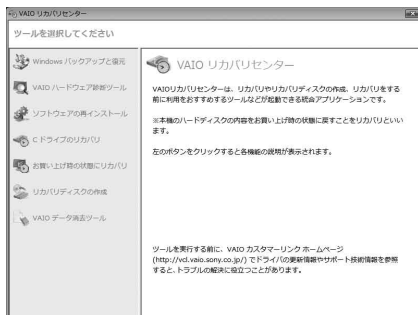 VAIO リカバリセンター
ツールを選択してください
Windows バックアップと復元
VAIO ハードウェア診断ツール
ソフトウェアの再インストール
C ドライブのリカバリ
お買い上げ時の状態にリカバリ
リカバリディスクの作成
VAIO データ消去ツール
VAIO リカバリセンター
VAIOリカバリセンターは、リカバリやリカバリディスクの作成、リカバリをする
前に利用をおすすめするツールなどが起動できる統合アプリケーションです。
※本機のハードディスクの内容をお買い上げ時の状態に戻すことをリカバリといい
ます。
左のボタンをクリックすると各機能の説明が表示されます。
ツールを実行する前に、VAIO カスタマーリンク ホームページ
(http://vcl.vaio.sony.co.jp/) でドライバの更新情報やサポート技術情報を参照
すると、トラブルの解決に役立つことがあります。